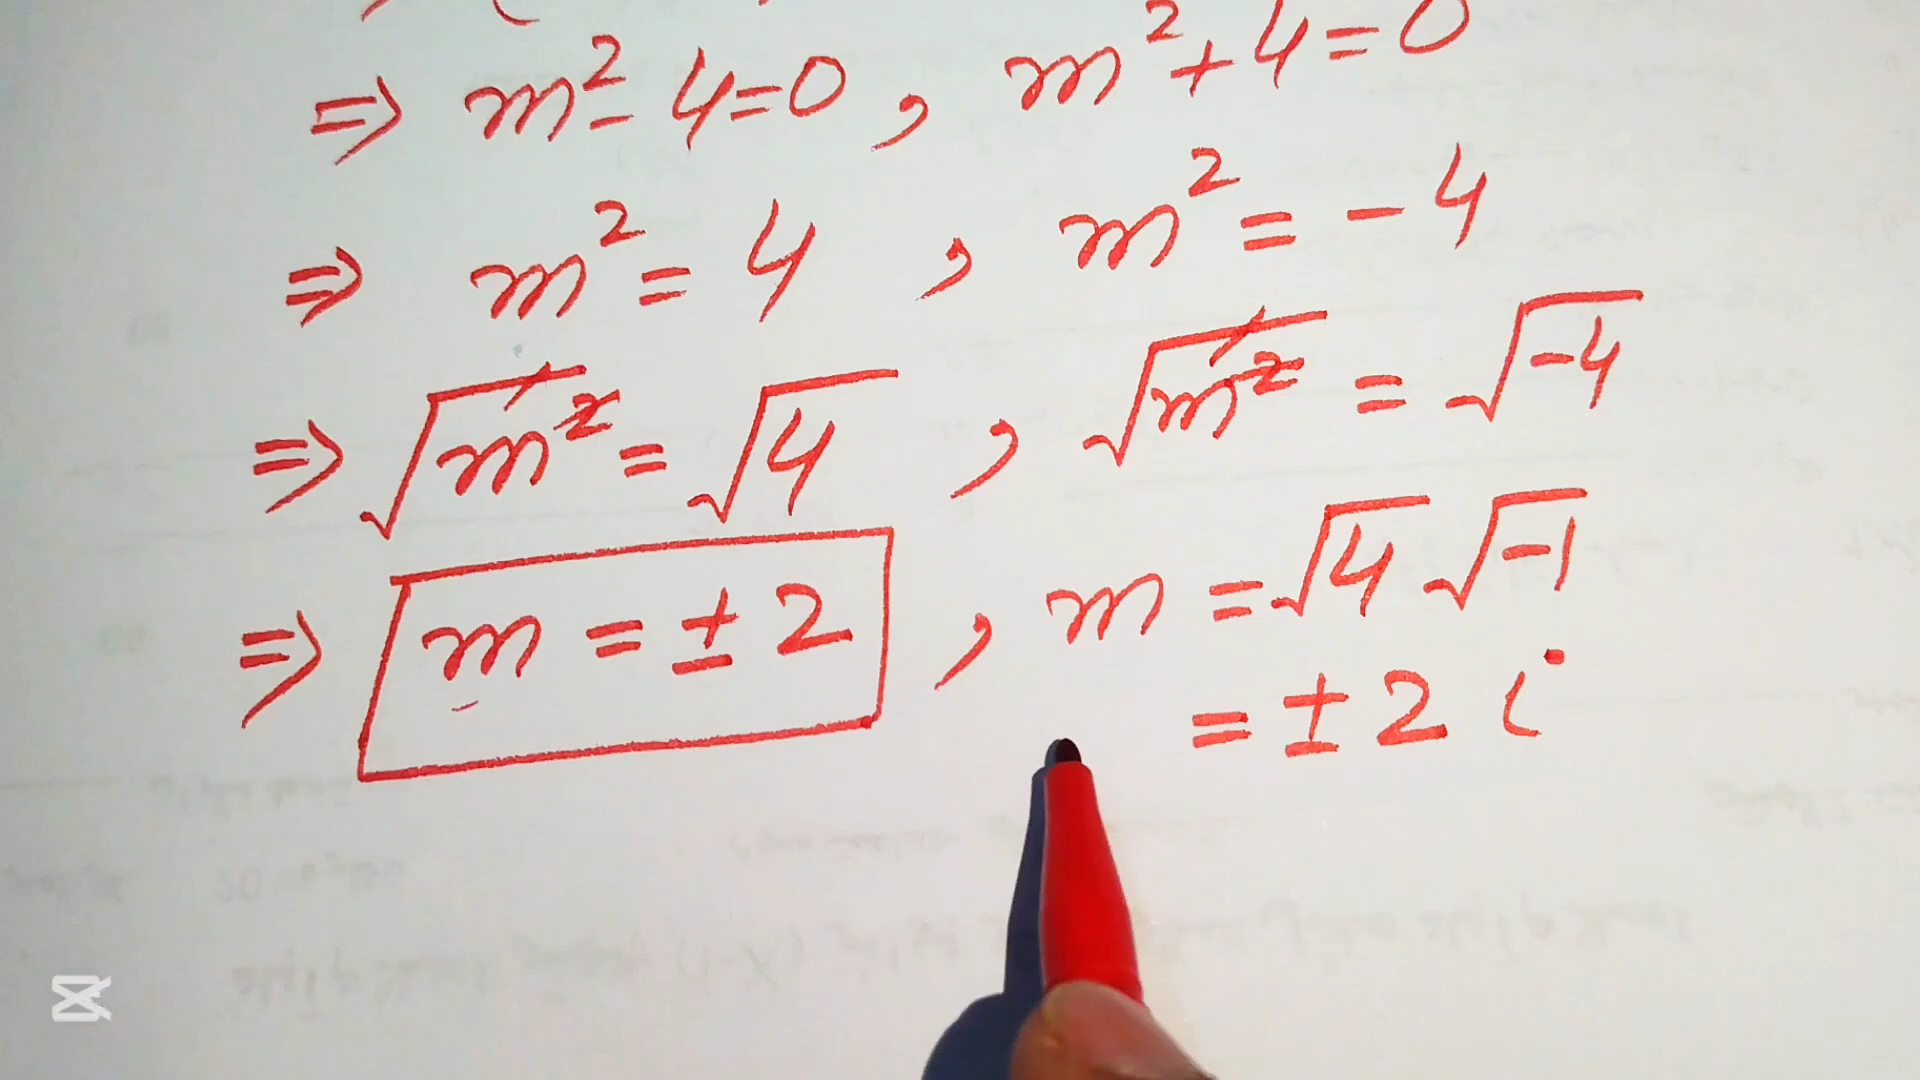 ⇒ m² - 4 = 0 , m² + 4 = 0
⇒ m² = 4 , m² = - 4
⇒ √m² = √4 , √m² = √-4
⇒ m = ± 2 , m = √4 √-1
= ± 2 i